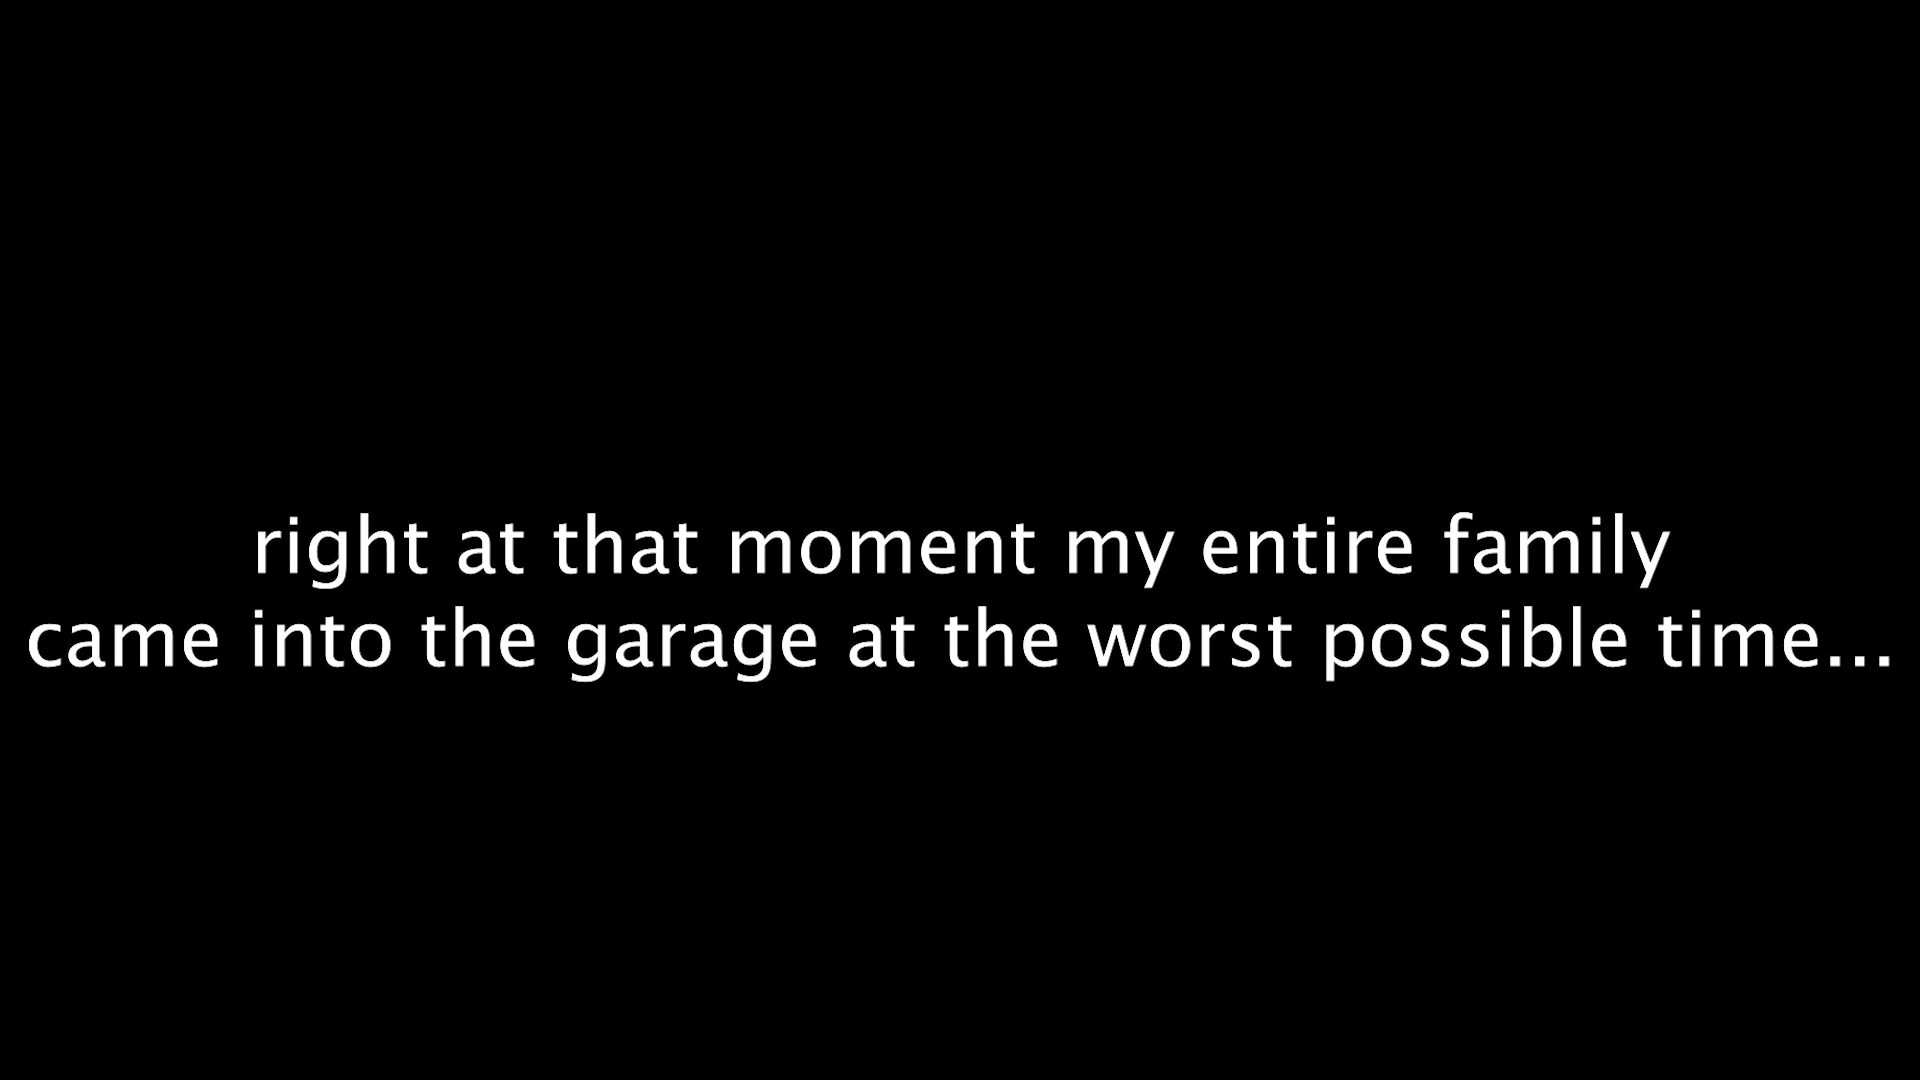 right at that moment my entire family
came into the garage at the worst possible time...